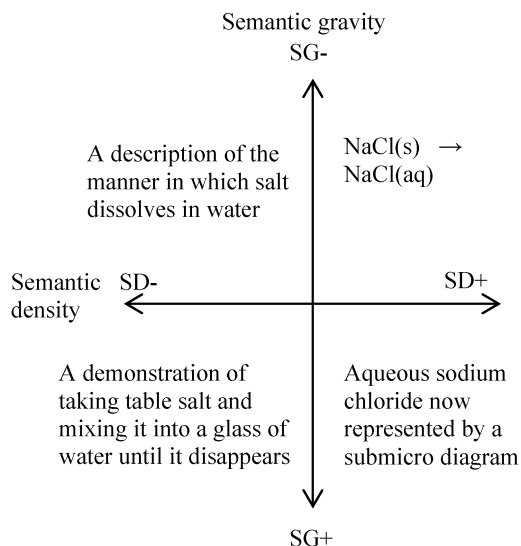 Semantic gravity
SG-
A description of the
manner in which salt
dissolves in water
NaCl(s) →
NaCl(aq)
Semantic
density
SD-
SD+
A demonstration of
taking table salt and
mixing it into a glass of
water until it disappears
Aqueous sodium
chloride now
represented by a
submicro diagram
SG+